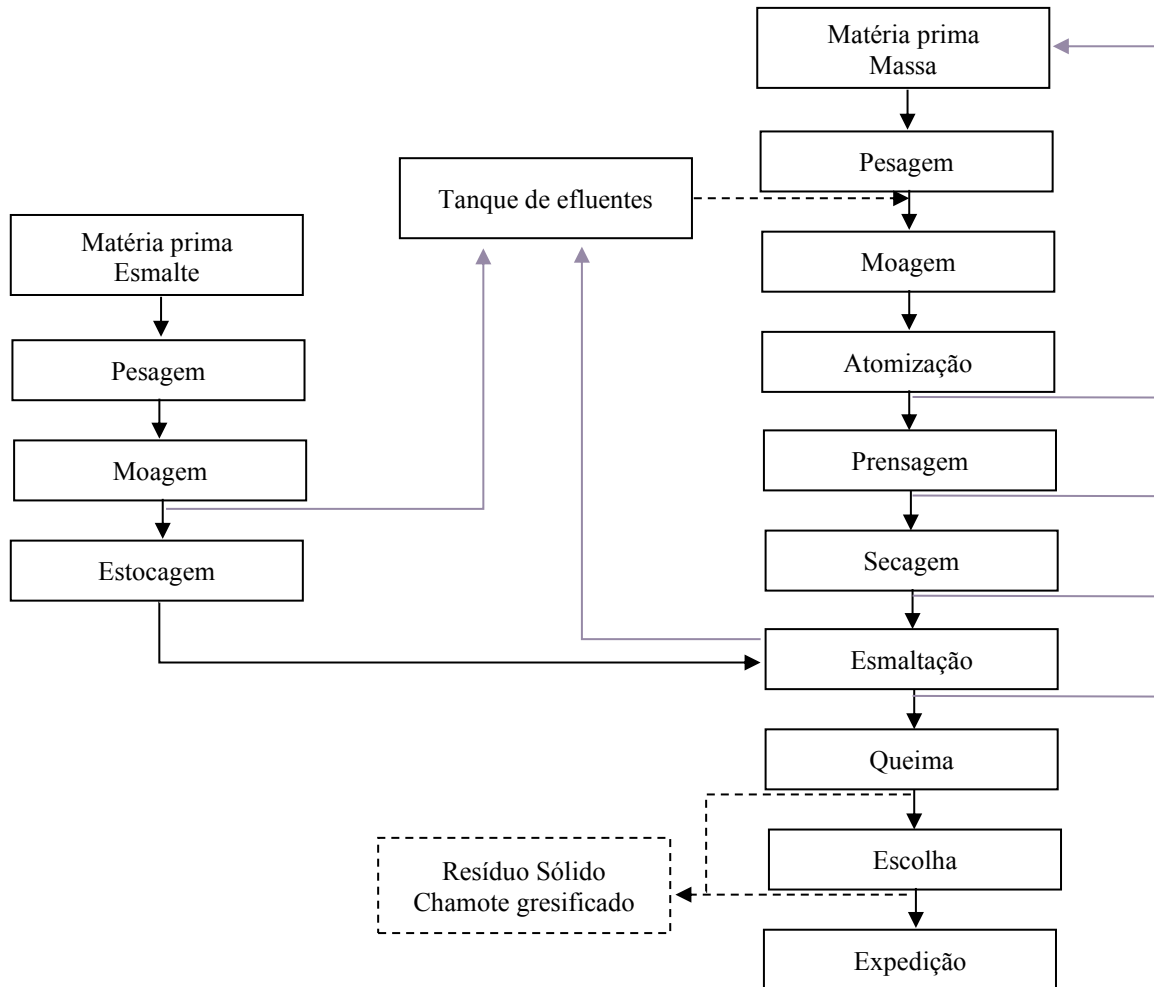 Matéria prima
Massa
Pesagem
Tanque de efluentes
Matéria prima
Esmalte
Moagem
Pesagem
Atomização
Moagem
Prensagem
Estocagem
Secagem
Esmaltação
Queima
Resíduo Sólido
Chamote gresificado
Escolha
Expedição